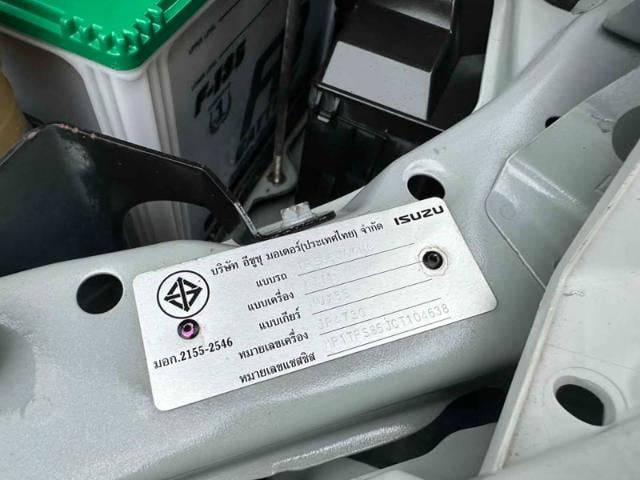 F-135
บริษัท อีซูซุ มอเตอร์(ประเทศไทย) จำกัด ISUZU
แบบรถ
แบบเครื่อง
แบบเกียร์
หมายเลขเครื่อง JP4730
หมายเลขแชสซิส MP1TFS85JCT104638
มอก.2155-2546